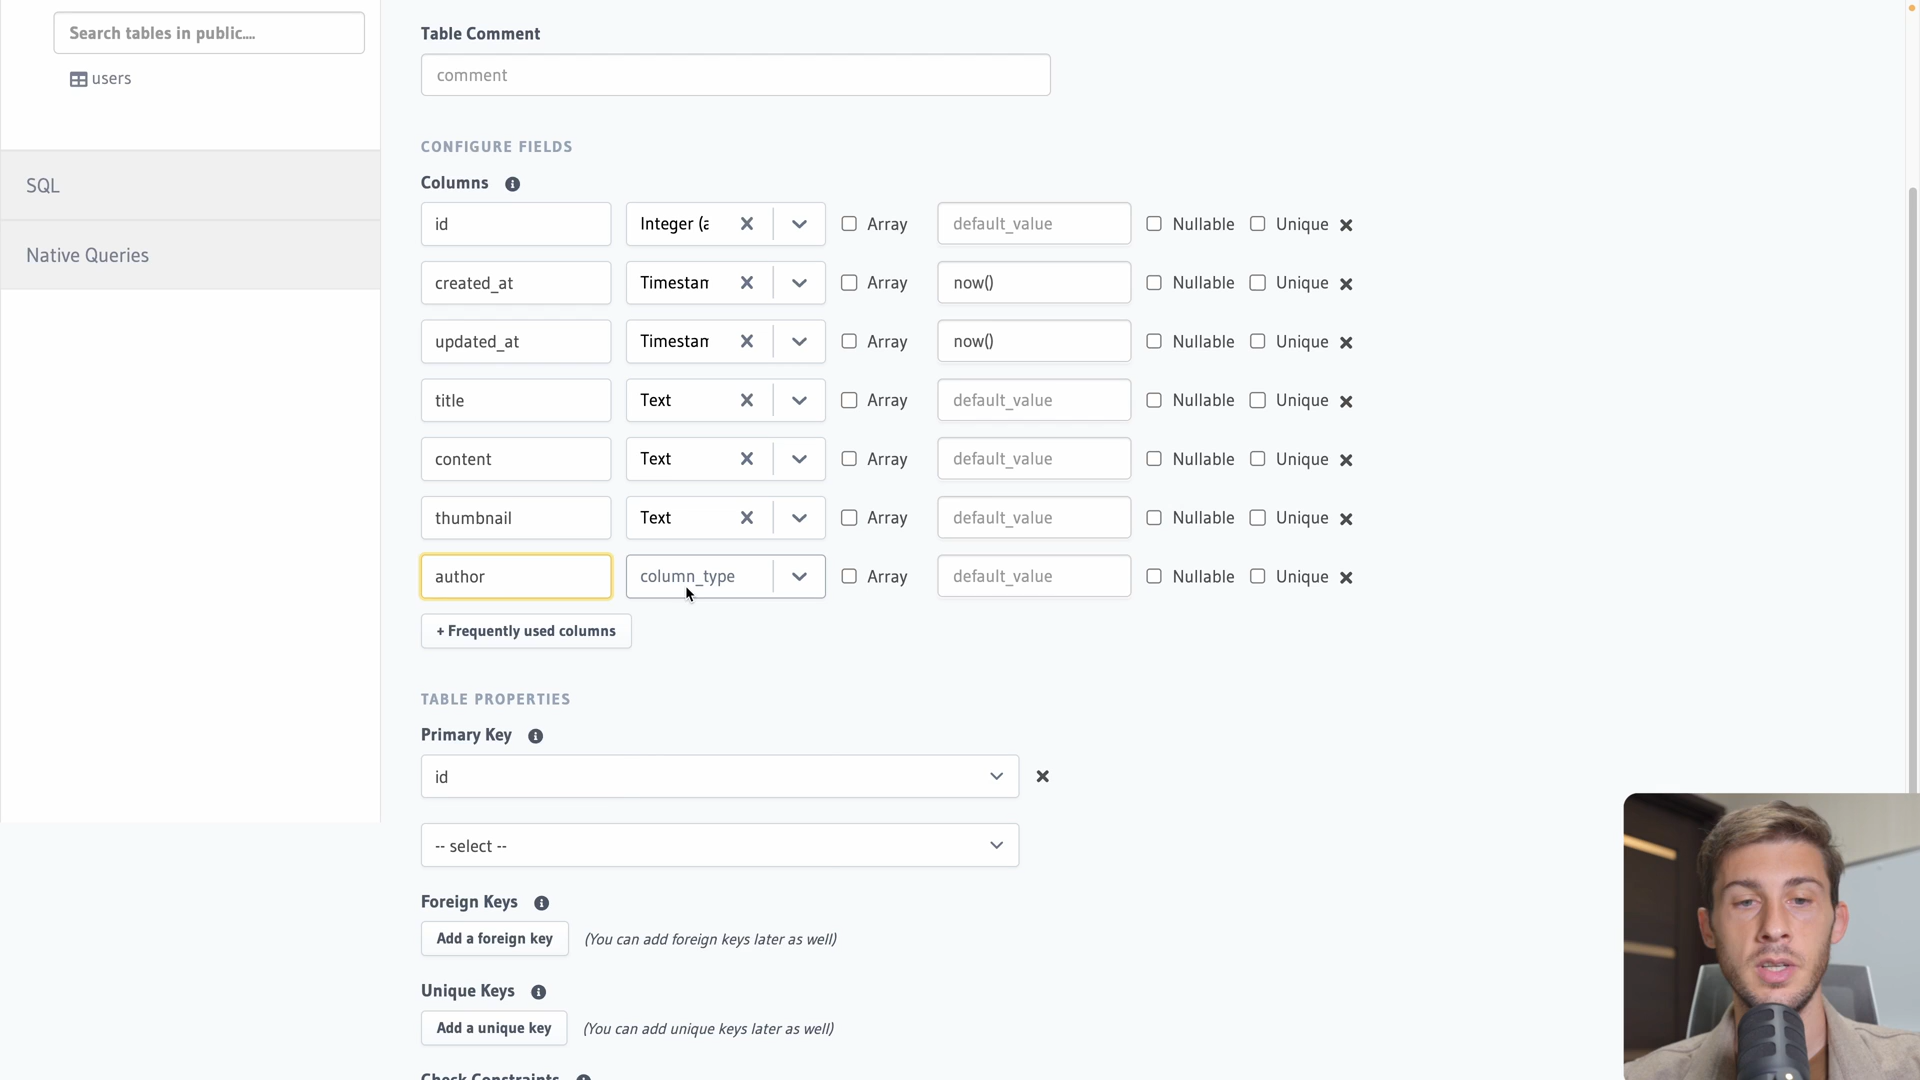 Search tables in public....
users
SQL
Native Queries
Table Comment
comment
CONFIGURE FIELDS
Columns
id Integer (a Array default_value Nullable Unique
created_at Timestam Array now() Nullable Unique
updated_at Timestam Array now() Nullable Unique
title Text Array default_value Nullable Unique
content Text Array default_value Nullable Unique
thumbnail Text Array default_value Nullable Unique
author column_type Array default_value Nullable Unique
+ Frequently used columns
TABLE PROPERTIES
Primary Key
id
-- select --
Foreign Keys
Add a foreign key (You can add foreign keys later as well)
Unique Keys
Add a unique key (You can add unique keys later as well)
Check Constraints